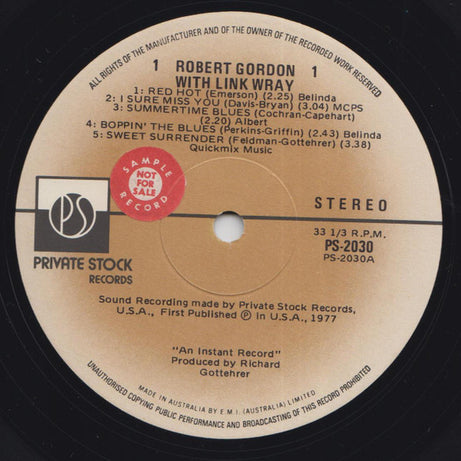 ALL RIGHTS OF THE MANUFACTURER AND OF THE OWNER OF THE RECORDED WORK RESERVED
1 ROBERT GORDON 1
WITH LINK WRAY
1: RED HOT (Emerson) (2.25) Belinda
2: I SURE MISS YOU (Davis-Bryan) (3.04) MCPS
3: SUMMERTIME BLUES (Cochran-Capehart)
(2.20) Albert
4: BOPPIN' THE BLUES (Perkins-Griffin) (2.43) Belinda
5: SWEET SURRENDER (Feldman-Gottehrer) (3.38)
Quickmix Music
SAMPLE
NOT
FOR
SALE
RECORD
PS
PRIVATE STOCK
RECORDS
STEREO
33 1/3 R.P.M.
PS-2030
PS-2030A
Sound Recording made by Private Stock Records,
U.S.A., First Published Ⓟ in U.S.A., 1977
"An Instant Record"
Produced by Richard
Gottehrer
MADE IN AUSTRALIA BY E.M.I. (AUSTRALIA) LIMITED
UNAUTHORISED COPYING PUBLIC PERFORMANCE AND BROADCASTING OF THIS RECORD PROHIBITED